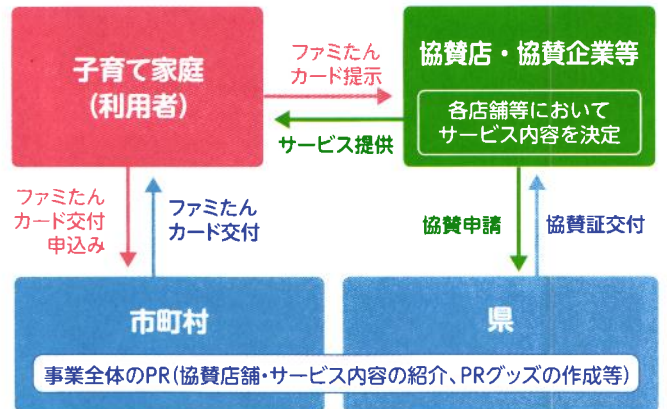 子育て家庭
(利用者)
ファミたん
カード提示
サービス提供
協賛店・協賛企業等
各店舗等において
サービス内容を決定
ファミたん
カード交付
申込み
ファミたん
カード交付
協賛申請
協賛証交付
市町村
県
事業全体のPR(協賛店舗・サービス内容の紹介、PRグッズの作成等)